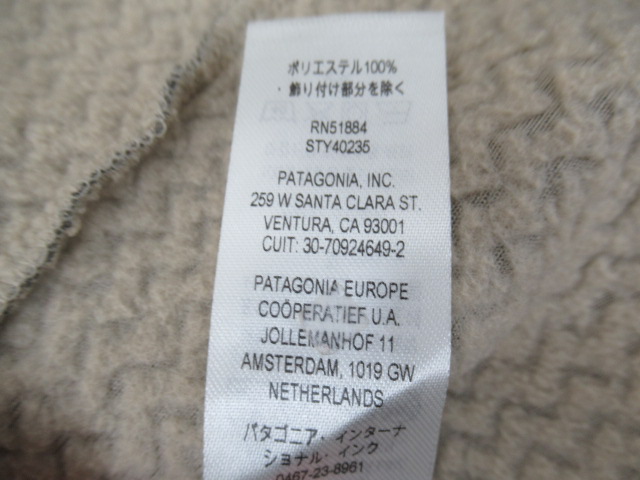 ポリエステル100%
・飾り付け部分を除く
RN51884
STY40235
PATAGONIA, INC.
259 W SANTA CLARA ST.
VENTURA, CA 93001
CUIT: 30-70924649-2
PATAGONIA EUROPE
COÖPERATIEF U.A.
JOLLEMANHOF 11
AMSTERDAM, 1019 GW
NETHERLANDS
パタゴニア・インターナ
ショナル・インク
0467-23-8961